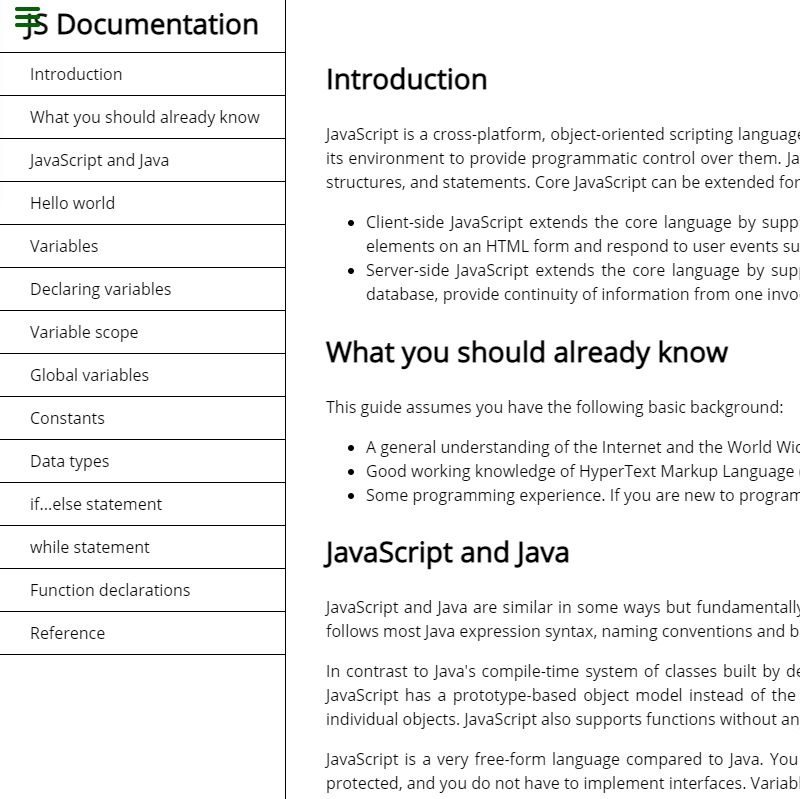 JS Documentation
Introduction
What you should already know
JavaScript and Java
Hello world
Variables
Declaring variables
Variable scope
Global variables
Constants
Data types
if...else statement
while statement
Function declarations
Reference
Introduction
JavaScript is a cross-platform, object-oriented scripting language
its environment to provide programmatic control over them. Ja
structures, and statements. Core JavaScript can be extended for
• Client-side JavaScript extends the core language by suppl
elements on an HTML form and respond to user events su
• Server-side JavaScript extends the core language by supp
database, provide continuity of information from one invo
What you should already know
This guide assumes you have the following basic background:
• A general understanding of the Internet and the World Wid
• Good working knowledge of HyperText Markup Language (
• Some programming experience. If you are new to program
JavaScript and Java
JavaScript and Java are similar in some ways but fundamentally
follows most Java expression syntax, naming conventions and b
In contrast to Java's compile-time system of classes built by de
JavaScript has a prototype-based object model instead of the
individual objects. JavaScript also supports functions without an
JavaScript is a very free-form language compared to Java. You
protected, and you do not have to implement interfaces. Variabl